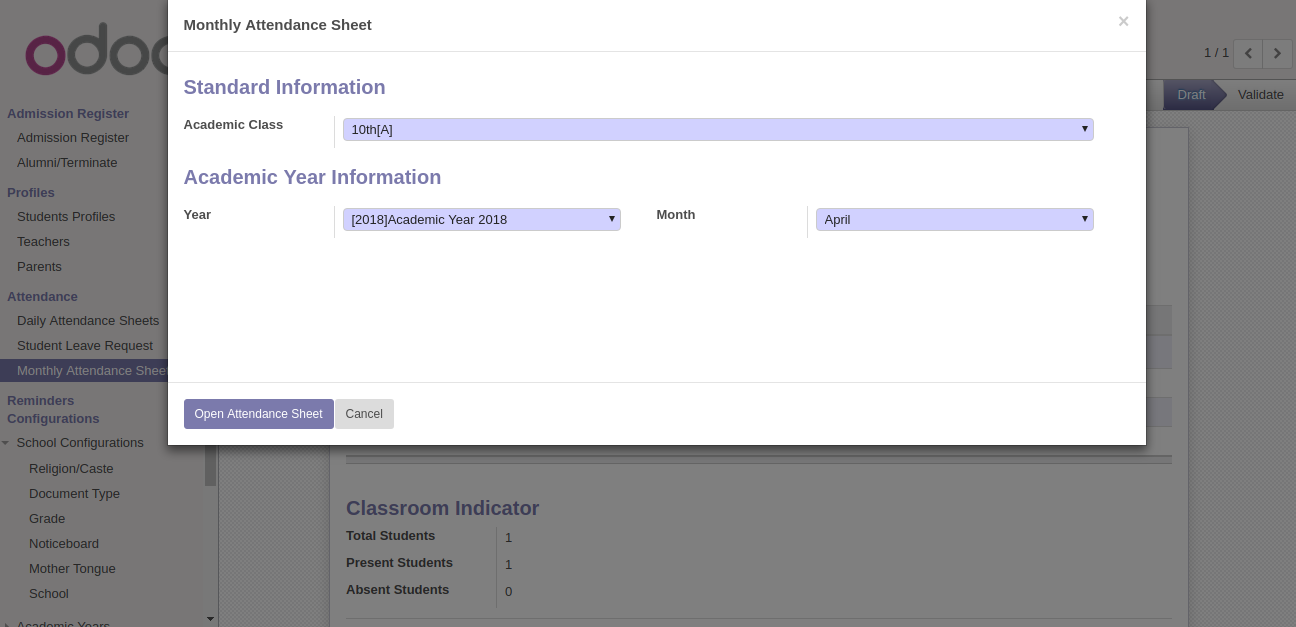 Monthly Attendance Sheet
×
Standard Information
Academic Class
10th[A]
Academic Year Information
Year
[2018]Academic Year 2018
Month
April
Open Attendance Sheet
Cancel
1 / 1
Draft
Validate
Admission Register
Admission Register
Alumni/Terminate
Profiles
Students Profiles
Teachers
Parents
Attendance
Daily Attendance Sheets
Student Leave Request
Monthly Attendance Sheet
Reminders
Configurations
School Configurations
Religion/Caste
Document Type
Grade
Noticeboard
Mother Tongue
School
Academic Years
Classroom Indicator
Total Students
1
Present Students
1
Absent Students
0